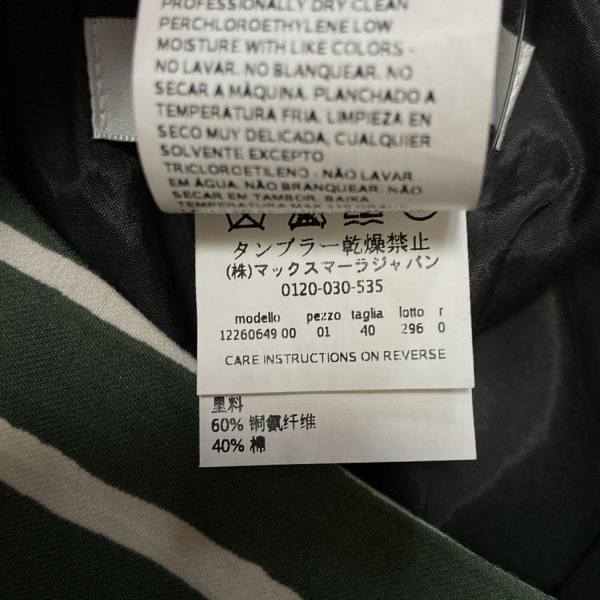 PROFESSIONALLY DRY CLEAN
PERCHLOROETHYLENE LOW
MOISTURE WITH LIKE COLORS -
NO LAVAR. NO BLANQUEAR. NO
SECAR A MÁQUINA. PLANCHADO A
TEMPERATURA FRIA. LIMPIEZA EN
SECO MUY DELICADA, CUALQUIER
SOLVENTE EXCEPTO
TRICLOROETILENO - NÃO LAVAR
EM ÁGUA. NÃO BRANQUEAR. NÃO
SECAR EM TAMBOR. BAIXA
TEMPERATURA MAX 110
タンブラー乾燥禁止
(株)マックスマーラジャパン
0120-030-535
modello pezzo taglia lotto r
12260649 00 01 40 296 0
CARE INSTRUCTIONS ON REVERSE
里料
60% 铜氨纤维
40% 棉